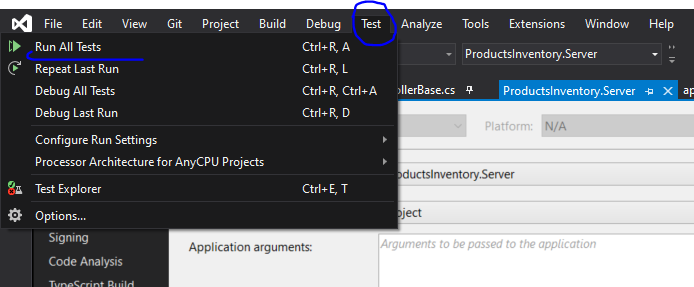 File Edit View Git Project Build Debug Test Analyze Tools Extensions Window Help
Run All Tests Ctrl+R, A
Repeat Last Run Ctrl+R, L
ProductsInventory.Server
Debug All Tests Ctrl+R, Ctrl+A
ollerBase.cs ProductsInventory.Server
Debug Last Run Ctrl+R, D
Platform: N/A
Configure Run Settings
Processor Architecture for AnyCPU Projects
oductsInventory.Server
Test Explorer Ctrl+E, T
Options...
oject
Signing
Application arguments: Arguments to be passed to the application
Code Analysis
TypeScript Build